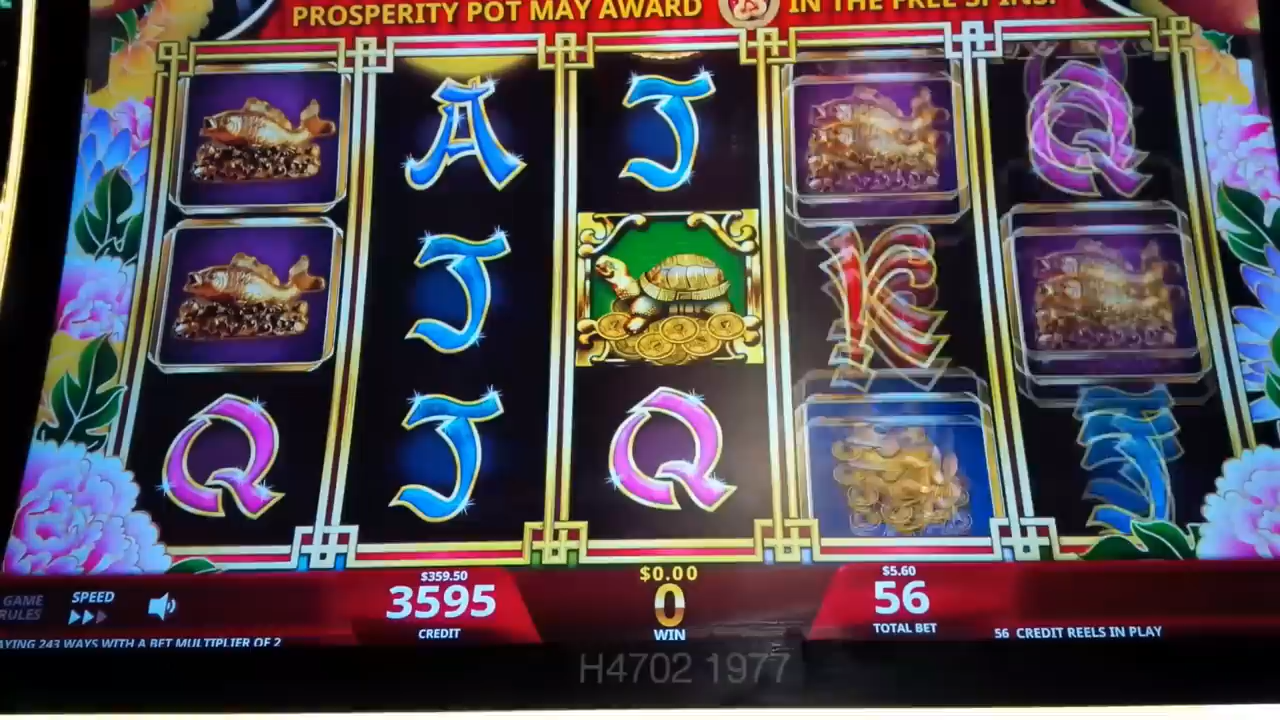 PROSPERITY POT MAY AWARD IN THE FREE SPINS!
A J Q
J K
J Q J
Q
GAME RULES
SPEED
$359.50
3595
CREDIT
$0.00
0
WIN
$5.60
56
TOTAL BET
AYING 243 WAYS WITH A BET MULTIPLIER OF 2
56 CREDIT REELS IN PLAY
H4702 1977